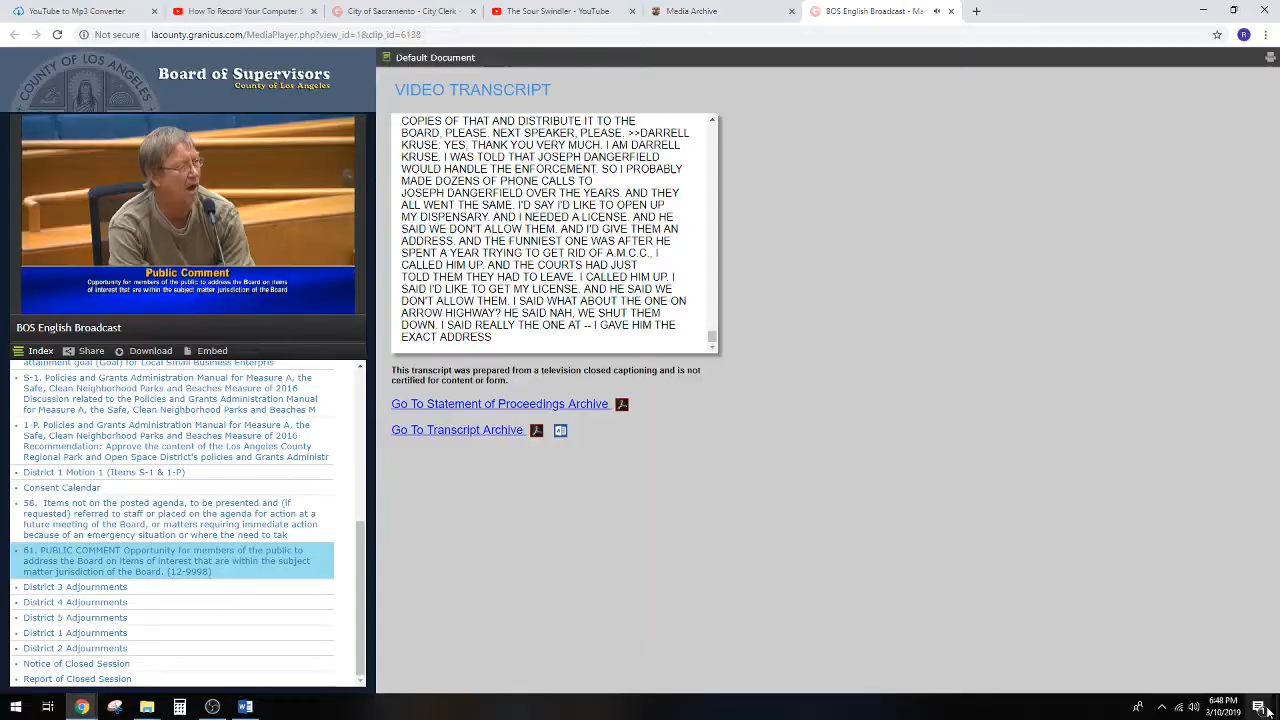 YouTube to Mp3 Converter
How To Record Your Computer S
City of Sacramento - City Clerk -
The Sour Swindler - YouTube
Media Archive
BOS English Broadcast - Ma
Not secure
lacounty.granicus.com/MediaPlayer.php?view_id=1&clip_id=6138
R
COUNTY OF LOS ANGELES
Board of Supervisors
County of Los Angeles
Public Comment
Opportunity for members of the public to address the Board on items
of interest that are within the subject matter jurisdiction of the Board
BOS English Broadcast
Index
Share
Download
Embed
attainment goal (Goal) for Local Small Business Enterpris
S-1. Policies and Grants Administration Manual for Measure A, the
Safe, Clean Neighborhood Parks and Beaches Measure of 2016
Discussion related to the Policies and Grants Administration Manual
for Measure A, the Safe, Clean Neighborhood Parks and Beaches M
1-P. Policies and Grants Administration Manual for Measure A, the
Safe, Clean Neighborhood Parks and Beaches Measure of 2016
Recommendation: Approve the content of the Los Angeles County
Regional Park and Open Space District's policies and Grants Administr
District 1 Motion 1 (Items S-1 & 1-P)
Consent Calendar
58. Items not on the posted agenda, to be presented and (if
requested) referred to staff or placed on the agenda for action at a
future meeting of the Board, or matters requiring immediate action
because of an emergency situation or where the need to tak
61. PUBLIC COMMENT Opportunity for members of the public to
address the Board on items of interest that are within the subject
matter jurisdiction of the Board. (12-9998)
District 3 Adjournments
District 4 Adjournments
District 5 Adjournments
District 1 Adjournments
District 2 Adjournments
Notice of Closed Session
Report of Closed Session
Default Document
VIDEO TRANSCRIPT
COPIES OF THAT AND DISTRIBUTE IT TO THE
BOARD, PLEASE. NEXT SPEAKER, PLEASE. >>DARRELL
KRUSE. YES, THANK YOU VERY MUCH. I AM DARRELL
KRUSE. I WAS TOLD THAT JOSEPH DANGERFIELD
WOULD HANDLE THE ENFORCEMENT. SO I PROBABLY
MADE DOZENS OF PHONE CALLS TO
JOSEPH DANGERFIELD OVER THE YEARS. AND THEY
ALL WENT THE SAME. I'D SAY I'D LIKE TO OPEN UP
MY DISPENSARY. AND I NEEDED A LICENSE. AND HE
SAID WE DON'T ALLOW THEM. AND I'D GIVE THEM AN
ADDRESS. AND THE FUNNIEST ONE WAS AFTER HE
SPENT A YEAR TRYING TO GET RID OF A.M.C.C., I
CALLED HIM UP. AND THE COURTS HAD JUST
TOLD THEM THEY HAD TO LEAVE. I CALLED HIM UP. I
SAID I'D LIKE TO GET MY LICENSE. AND HE SAID WE
DON'T ALLOW THEM. I SAID WHAT ABOUT THE ONE ON
ARROW HIGHWAY? HE SAID NAH, WE SHUT THEM
DOWN. I SAID REALLY THE ONE AT -- I GAVE HIM THE
EXACT ADDRESS
This transcript was prepared from a television closed captioning and is not
certified for content or form.
Go To Statement of Proceedings Archive
Go To Transcript Archive
6:48 PM
3/10/2019